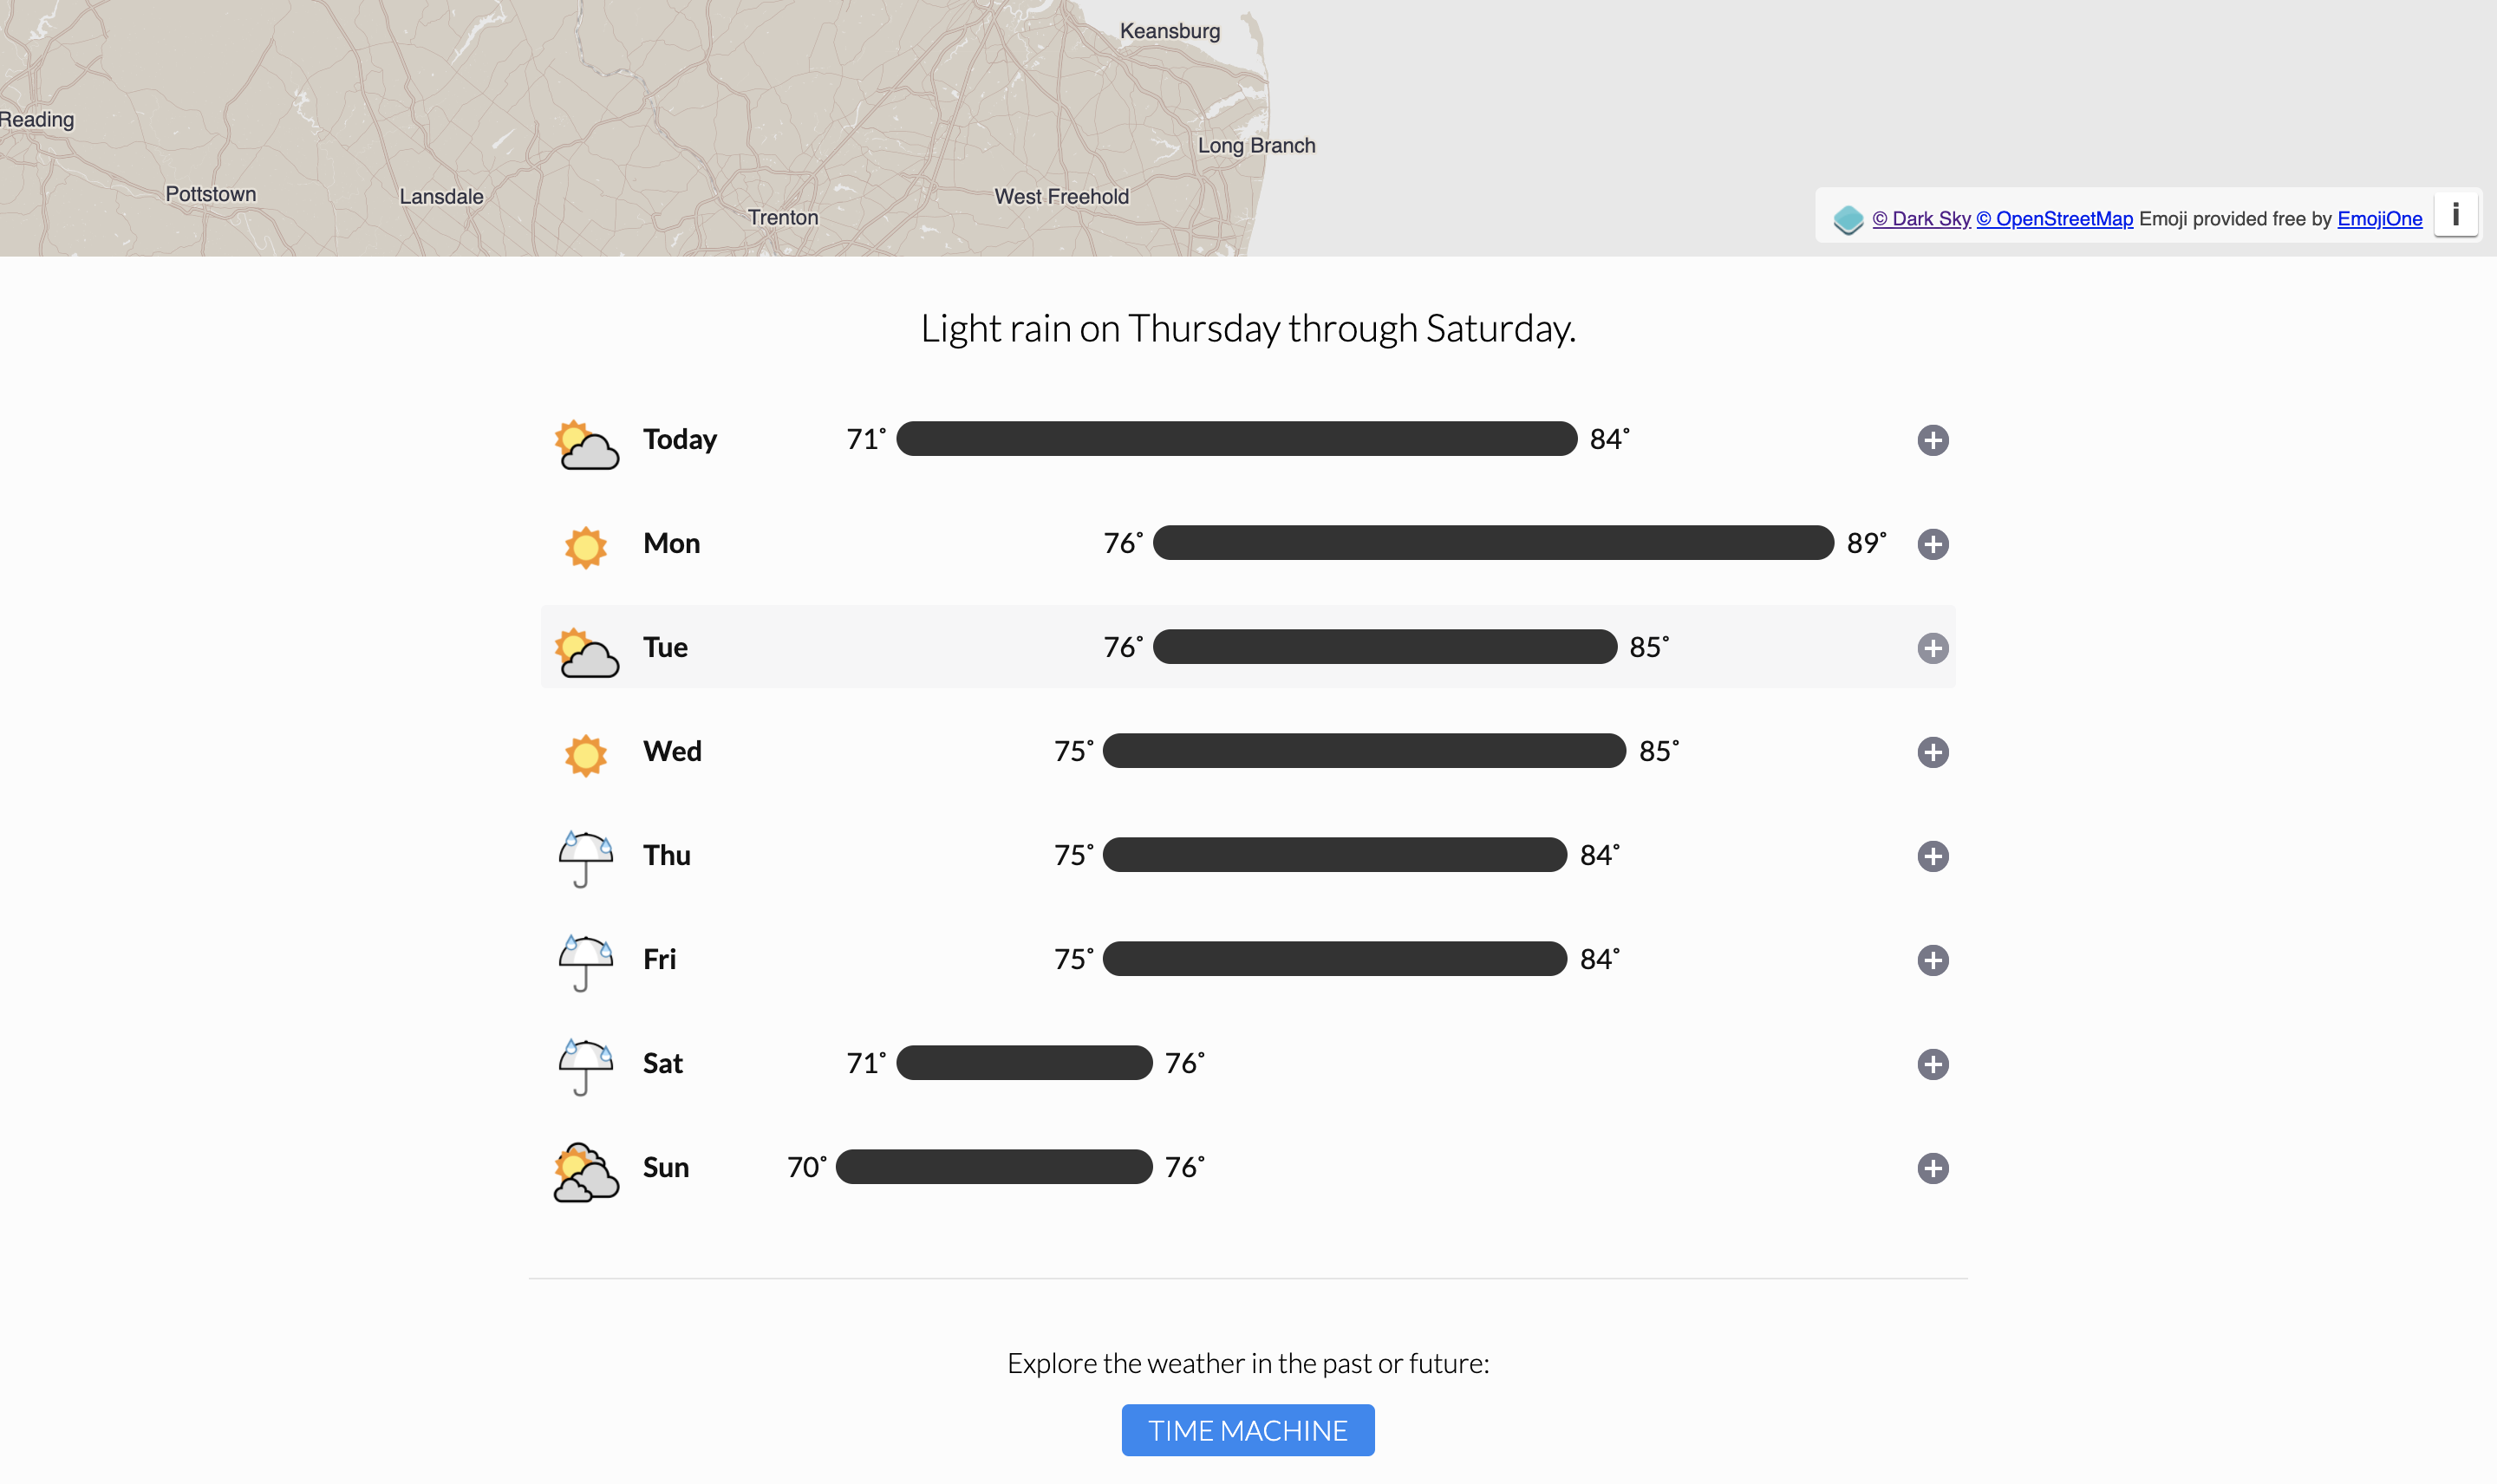 Keansburg
Reading
Long Branch
Pottstown
Lansdale
West Freehold
Trenton
© Dark Sky © OpenStreetMap Emoji provided free by EmojiOne i
Light rain on Thursday through Saturday.
Today 71° 84°
Mon 76° 89°
Tue 76° 85°
Wed 75° 85°
Thu 75° 84°
Fri 75° 84°
Sat 71° 76°
Sun 70° 76°
Explore the weather in the past or future:
TIME MACHINE